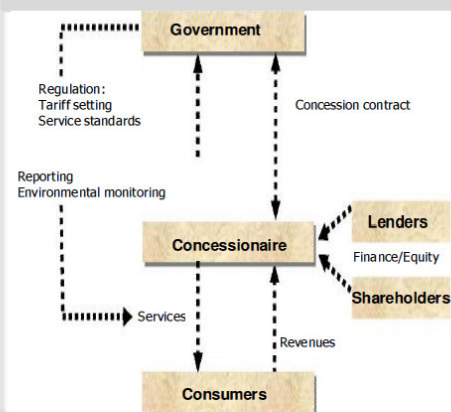 Government
Regulation:
Tariff setting
Service standards
Concession contract
Reporting
Environmental monitoring
Lenders
Concessionaire
Finance/Equity
Shareholders
Services
Revenues
Consumers